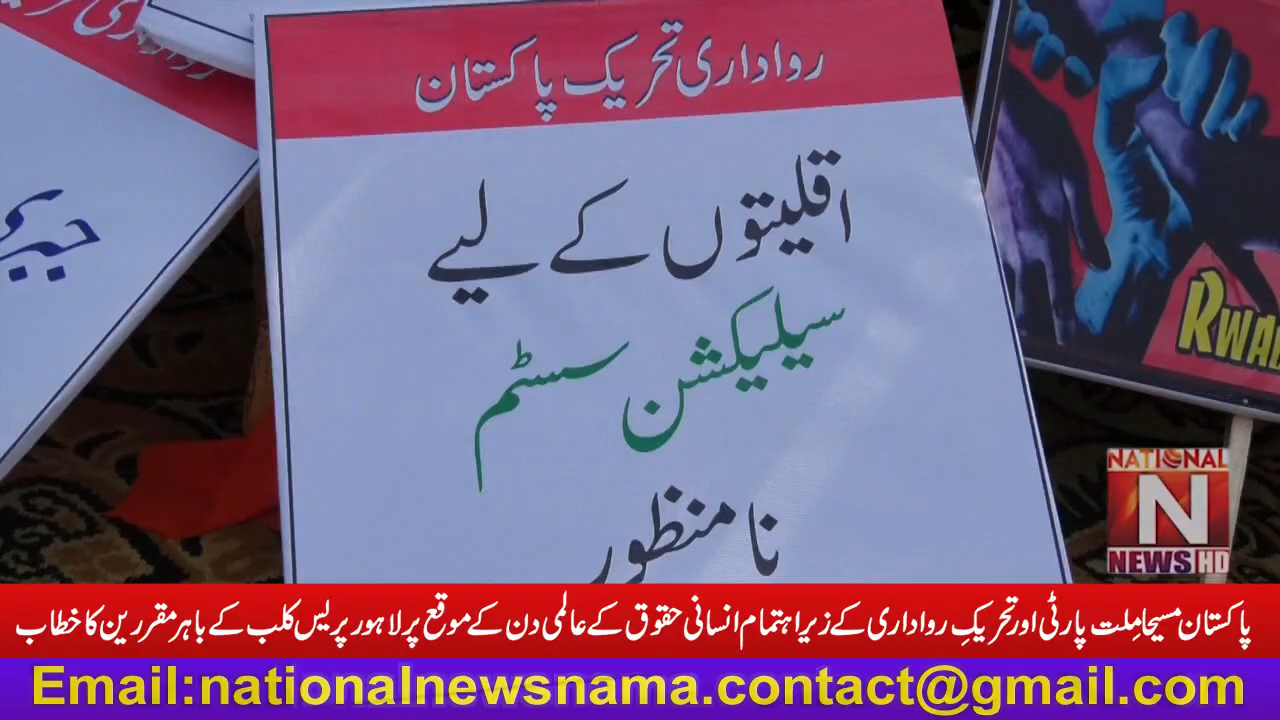 رواداری تحریک پاکستان
اقلیتوں کے لیے
سیلیکشن سسٹم
نامنظور
RWA
NATIONAL
N
NEWS HD
پاکستان مسیحا ملت پارٹی اور تحریکِ رواداری کے زیر اہتمام انسانی حقوق کے عالمی دن کے موقع پر لاہور پریس کلب کے باہر مقررین کا خطاب
Email:nationalnewsnama.contact@gmail.com